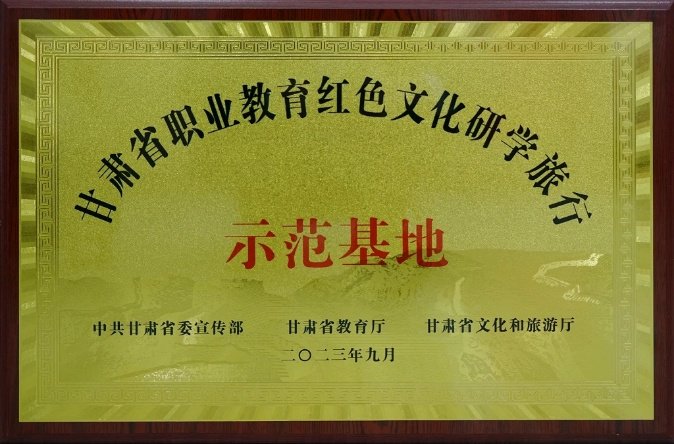 甘肃省职业教育红色文化研学旅行
示范基地
中共甘肃省委宣传部 甘肃省教育厅 甘肃省文化和旅游厅
二〇二三年九月